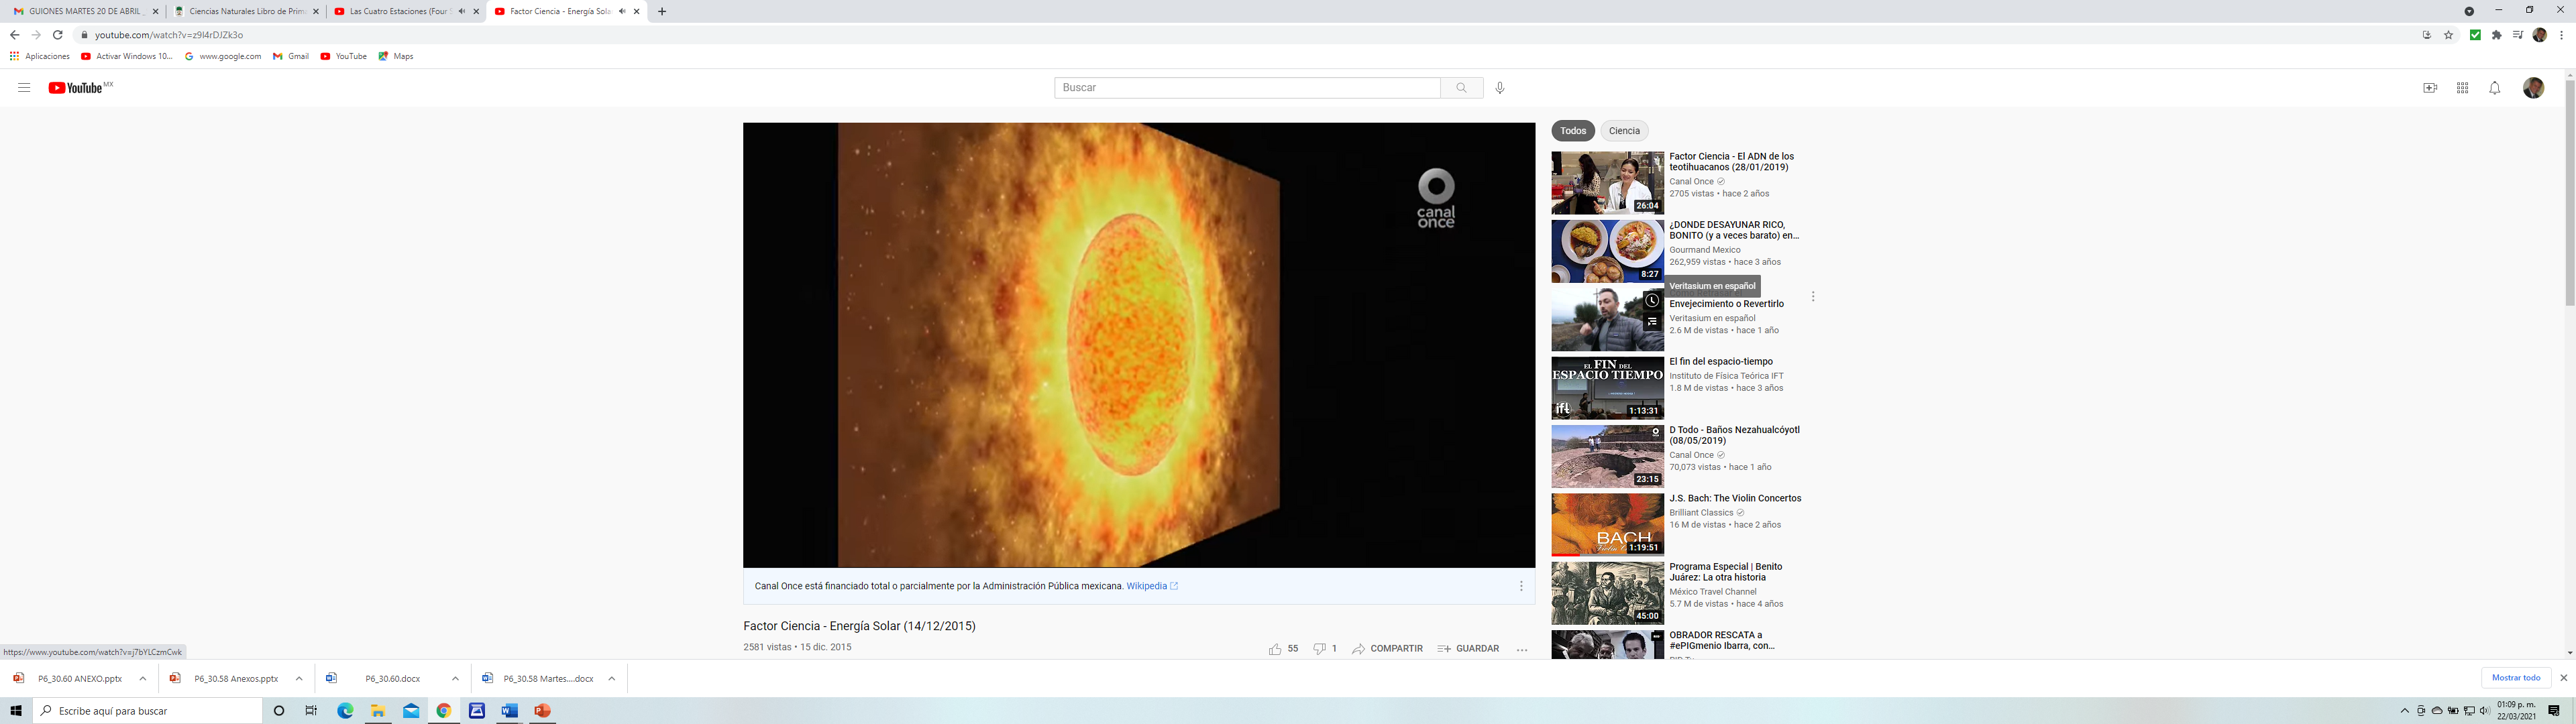 GUIONES MARTES 20 DE ABRIL _
Ciencias Naturales Libro de Prim
Las Cuatro Estaciones (Four S
Factor Ciencia - Energía Sola
youtube.com/watch?v=z9I4rDJZk3o
Aplicaciones
Activar Windows 10...
www.google.com
Gmail
YouTube
Maps
YouTube MX
Buscar
canal
once
Todos
Ciencia
Factor Ciencia - El ADN de los
teotihuacanos (28/01/2019)
Canal Once
2705 vistas • hace 2 años
26:04
¿DONDE DESAYUNAR RICO,
BONITO (y a veces barato) en...
Gourmand Mexico
262,959 vistas • hace 3 años
8:27
Veritasium en español
Envejecimiento o Revertirlo
Veritasium en español
2.6 M de vistas • hace 1 año
El fin del espacio-tiempo
Instituto de Física Teórica IFT
1.8 M de vistas • hace 3 años
EL FIN DEL
ESPACIO TIEMPO
ift
1:13:31
D Todo - Baños Nezahualcóyotl
(08/05/2019)
Canal Once
70,073 vistas • hace 1 año
23:15
J.S. Bach: The Violin Concertos
Brilliant Classics
16 M de vistas • hace 2 años
BACH
Violin
1:19:51
Programa Especial | Benito
Juárez: La otra historia
México Travel Channel
5.7 M de vistas • hace 4 años
45:00
OBRADOR RESCATA a
#ePIGmenio Ibarra, con...
Canal Once está financiado total o parcialmente por la Administración Pública mexicana. Wikipedia
Factor Ciencia - Energía Solar (14/12/2015)
2581 vistas • 15 dic. 2015
55
1
COMPARTIR
GUARDAR
https://www.youtube.com/watch?v=j7bYLCzmCwk
P6_30.60 ANEXO.pptx
P6_30.58 Anexos.pptx
P6_30.60.docx
P6_30.58 Martes....docx
Mostrar todo
Escribe aquí para buscar
01:09 p. m.
22/03/2021